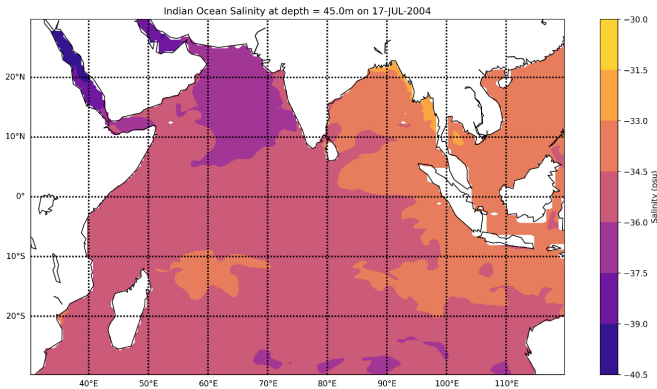 Indian Ocean Salinity at depth = 45.0m on 17-JUL-2004
20°N
10°N
0°
10°S
20°S
40°E 50°E 60°E 70°E 80°E 90°E 100°E 110°E
−30.0
−31.5
−33.0
−34.5
−36.0
−37.5
−39.0
−40.5
Salinity (osu)